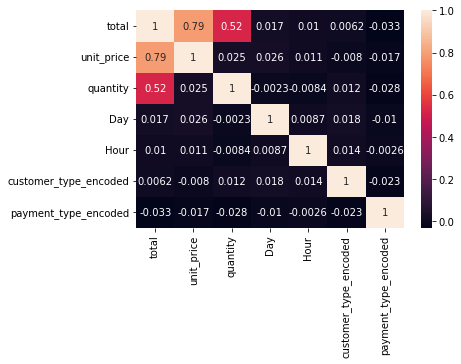 total 1 0.79 0.52 0.017 0.01 0.0062 -0.033
unit_price 0.79 1 0.025 0.026 0.011 -0.008 -0.017
quantity 0.52 0.025 1 -0.0023 -0.0084 0.012 -0.028
Day 0.017 0.026 -0.0023 1 0.0087 0.018 -0.01
Hour 0.01 0.011 -0.0084 0.0087 1 0.014 -0.0026
customer_type_encoded 0.0062 -0.008 0.012 0.018 0.014 1 -0.023
payment_type_encoded -0.033 -0.017 -0.028 -0.01 -0.0026 -0.023 1
total
unit_price
quantity
Day
Hour
customer_type_encoded
payment_type_encoded
1.0
0.8
0.6
0.4
0.2
0.0